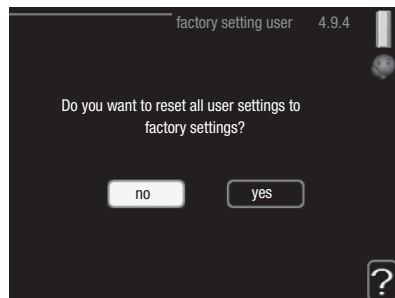 factory setting user 4.9.4
Do you want to reset all user settings to
factory settings?
no yes
?